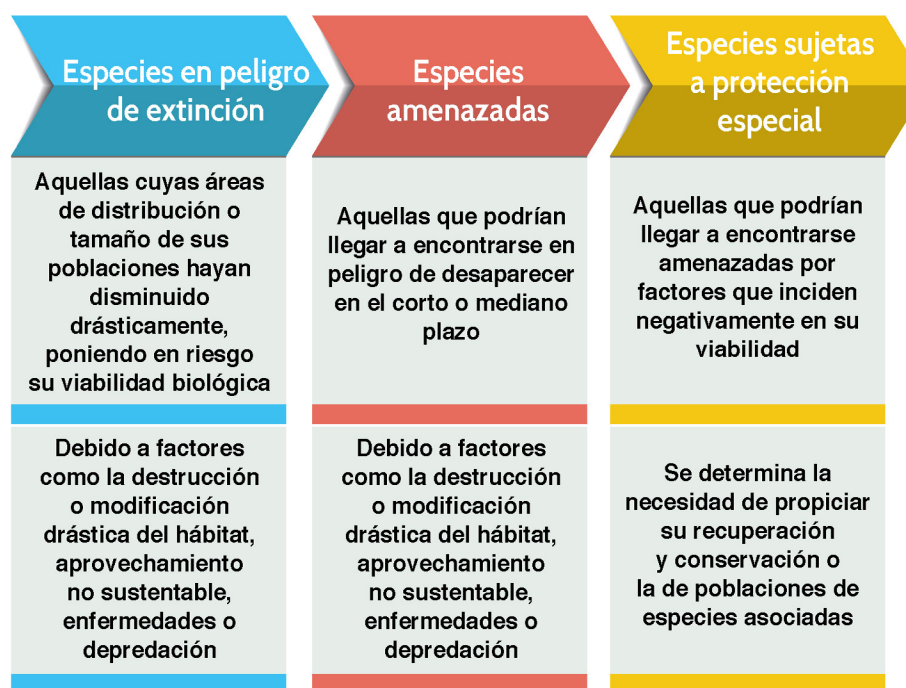 Especies en peligro
de extinción
Aquellas cuyas áreas
de distribución o
tamaño de sus
poblaciones hayan
disminuido
drásticamente,
poniendo en riesgo
su viabilidad biológica
Debido a factores
como la destrucción
o modificación
drástica del hábitat,
aprovechamiento
no sustentable,
enfermedades o
depredación
Especies
amenazadas
Aquellas que podrían
llegar a encontrarse en
peligro de desaparecer
en el corto o mediano
plazo
Debido a factores
como la destrucción
o modificación
drástica del hábitat,
aprovechamiento
no sustentable,
enfermedades o
depredación
Especies sujetas
a protección
especial
Aquellas que podrían
llegar a encontrarse
amenazadas por
factores que inciden
negativamente en su
viabilidad
Se determina la
necesidad de propiciar
su recuperación
y conservación o
la de poblaciones de
especies asociadas